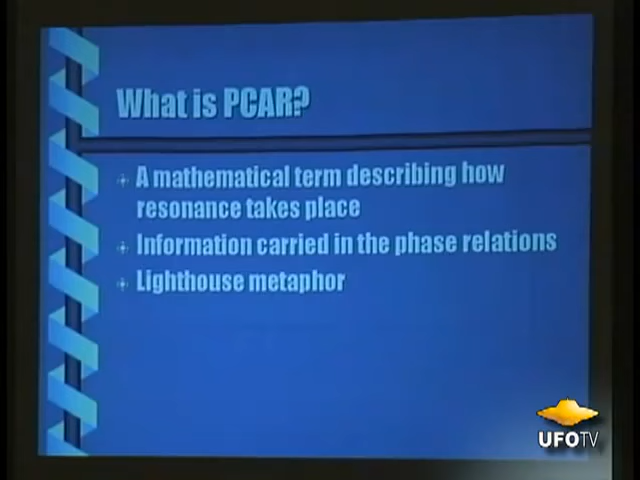 What is PCAR?
A mathematical term describing how
resonance takes place
Information carried in the phase relations
Lighthouse metaphor
UFOTV